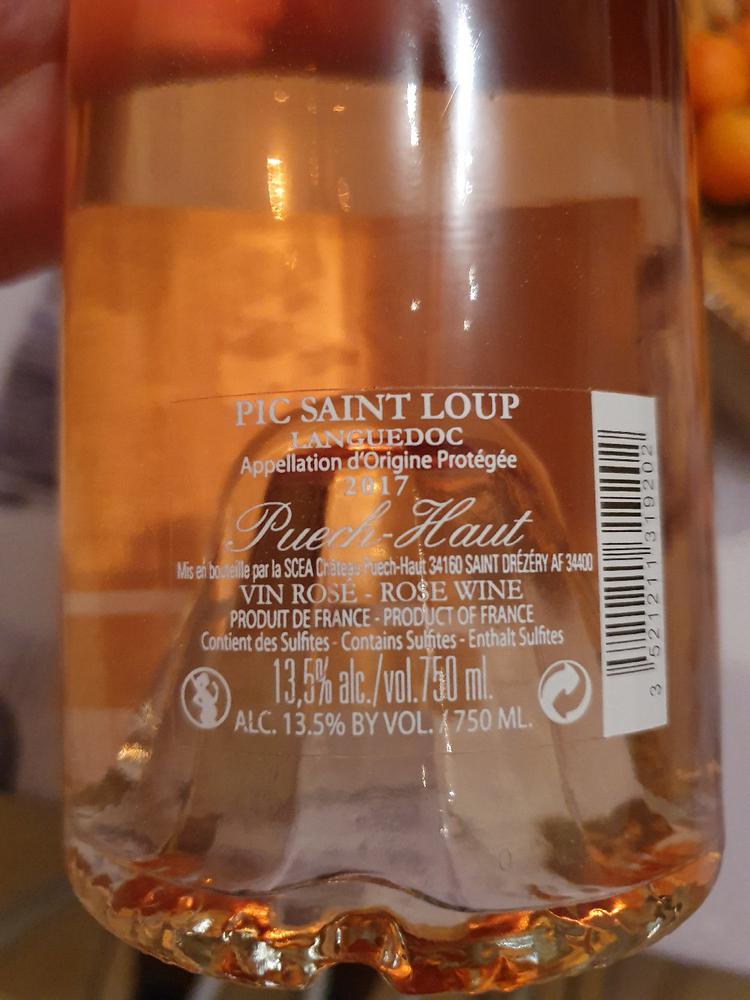 PIC SAINT LOUP
LANGUEDOC
Appellation d'Origine Protégée
2017
Puech-Haut
Mis en bouteille par la SCEA Château Puech-Haut 34160 SAINT DRÉZÉRY AF 34400
VIN ROSÉ - ROSE WINE
PRODUIT DE FRANCE - PRODUCT OF FRANCE
Contient des Sulfites - Contains Sulfites - Enthalt Sulfites
13,5% alc./vol.750 ml.
ALC. 13.5% BY VOL. / 750 ML.
3 521211 319202